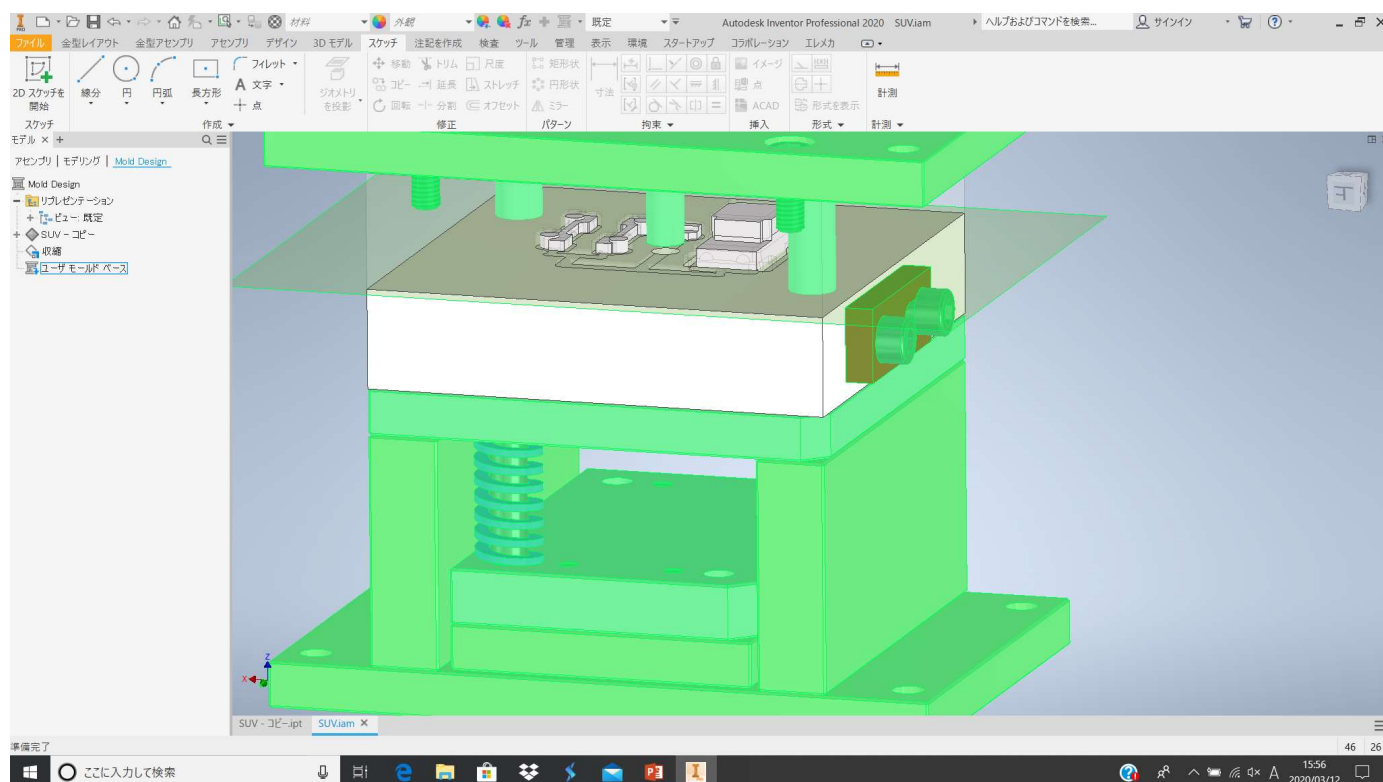 材料 外観 fx 既定 Autodesk Inventor Professional 2020 SUV.iam ヘルプおよびコマンドを検索... サインイン
ファイル 金型レイアウト 金型アセンブリ アセンブリ デザイン 3D モデル スケッチ 注記を作成 検査 ツール 管理 表示 環境 スタートアップ コラボレーション エレメカ
2D スケッチを開始 線分 円 円弧 長方形 フィレット ジオメトリを投影 移動 トリム 尺度 矩形状 寸法 イメージ 計測
A 文字 コピー 延長 ストレッチ 円形状 点
点 回転 分割 オフセット ミラー ACAD 形式を表示
スケッチ 作成 修正 パターン 拘束 挿入 形式 計測
モデル × +
アセンブリ | モデリング | Mold Design
Mold Design
リプレゼンテーション
ビュー: 既定
SUV - コピー
収縮
ユーザ モールド ベース
Z
X
SUV - コピー.ipt SUV.iam ×
準備完了 46 26
ここに入力して検索 A 15:56
2020/03/12